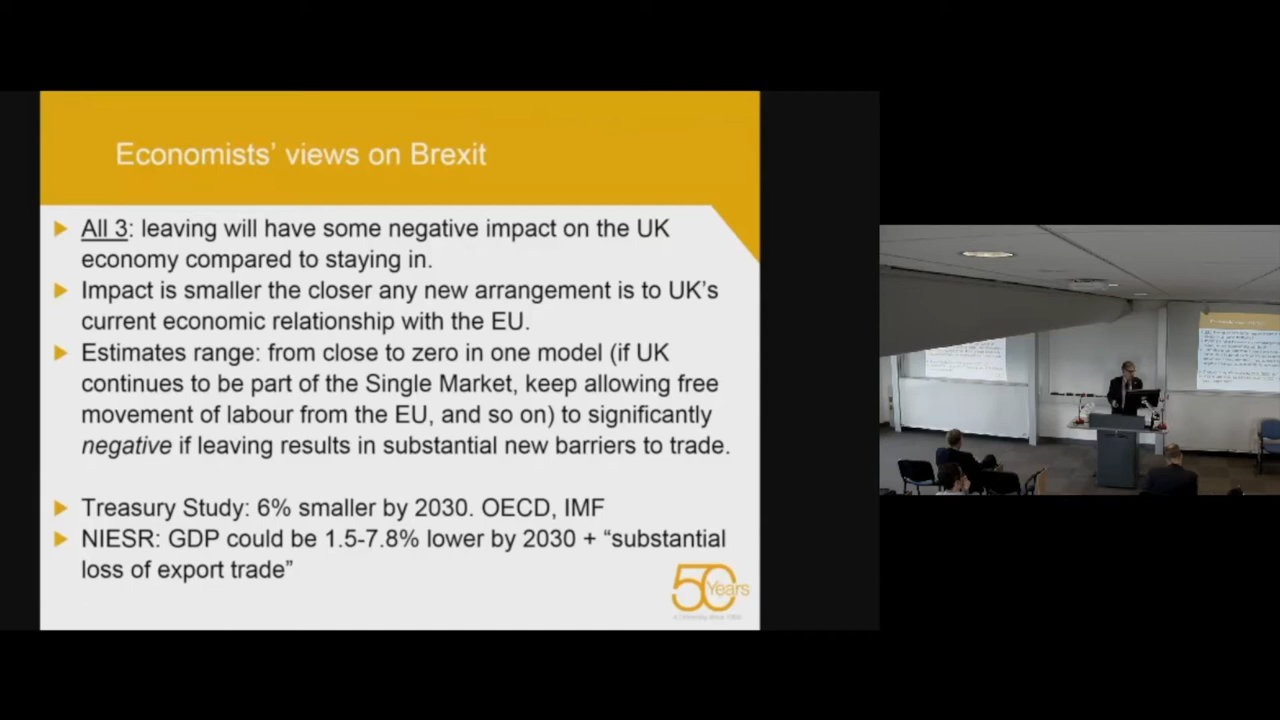 Economists' views on Brexit
All 3: leaving will have some negative impact on the UK
economy compared to staying in.
Impact is smaller the closer any new arrangement is to UK's
current economic relationship with the EU.
Estimates range: from close to zero in one model (if UK
continues to be part of the Single Market, keep allowing free
movement of labour from the EU, and so on) to significantly
negative if leaving results in substantial new barriers to trade.
Treasury Study: 6% smaller by 2030. OECD, IMF
NIESR: GDP could be 1.5-7.8% lower by 2030 + "substantial
loss of export trade"
50
Years